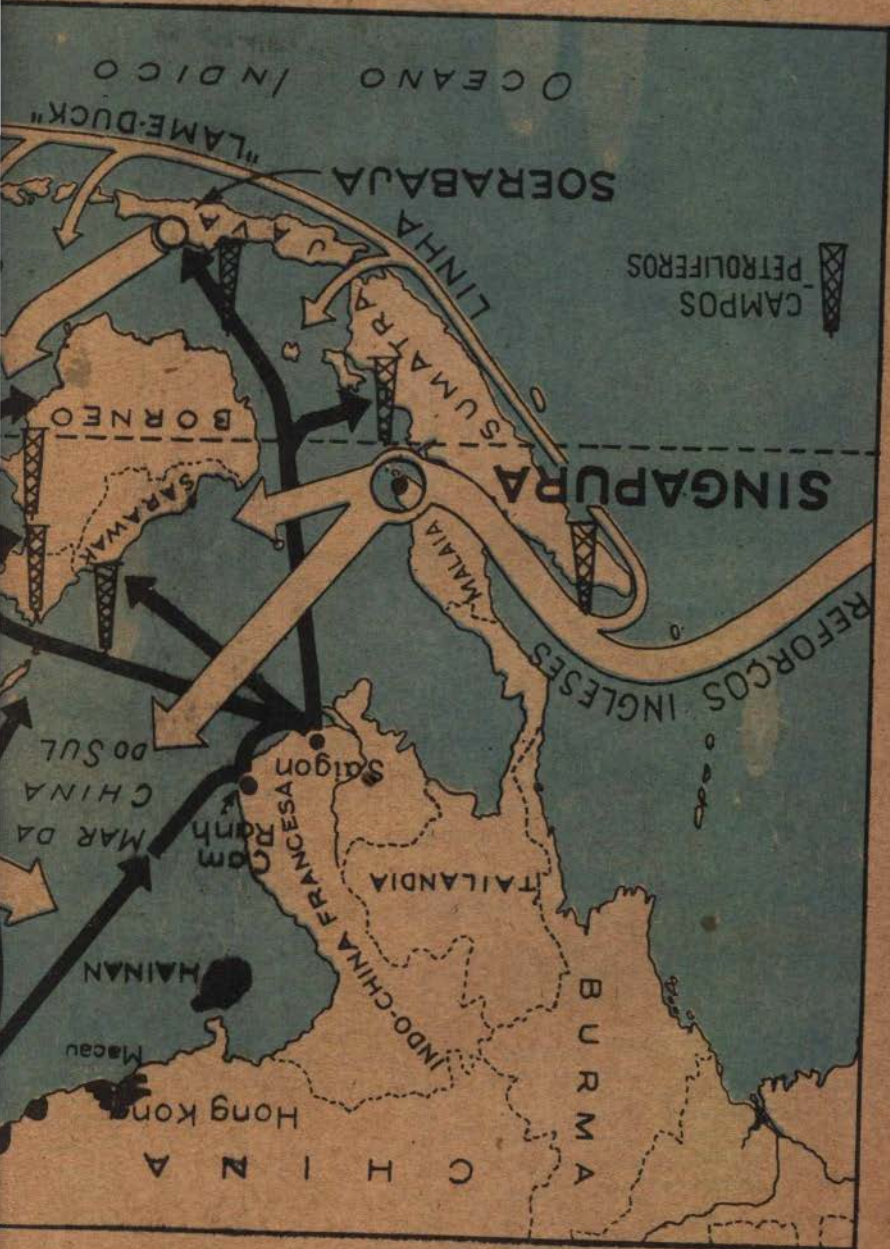 CHINA
BURMA
Hong Kong
Macau
HAINAN
INDO-CHINA FRANCESA
TAILANDIA
Cam
Ranh
MAR DA
CHINA
DO SUL
Saigon
REFORÇOS INGLESES
MALAIA
SARAWAK
SINGAPURA
BORNEO
SUMATRA
CAMPOS
PETROLIFEROS
LINHA
JAVA
SOERABAJA
"LAME-DUCK"
OCEANO INDICO